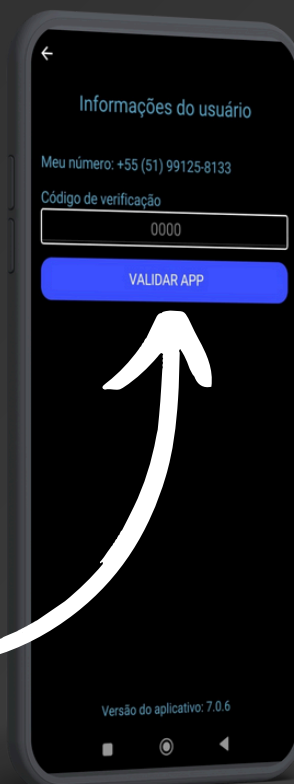 Informações do usuário
Meu número: +55 (51) 99125-8133
Código de verificação
0000
VALIDAR APP
Versão do aplicativo: 7.0.6